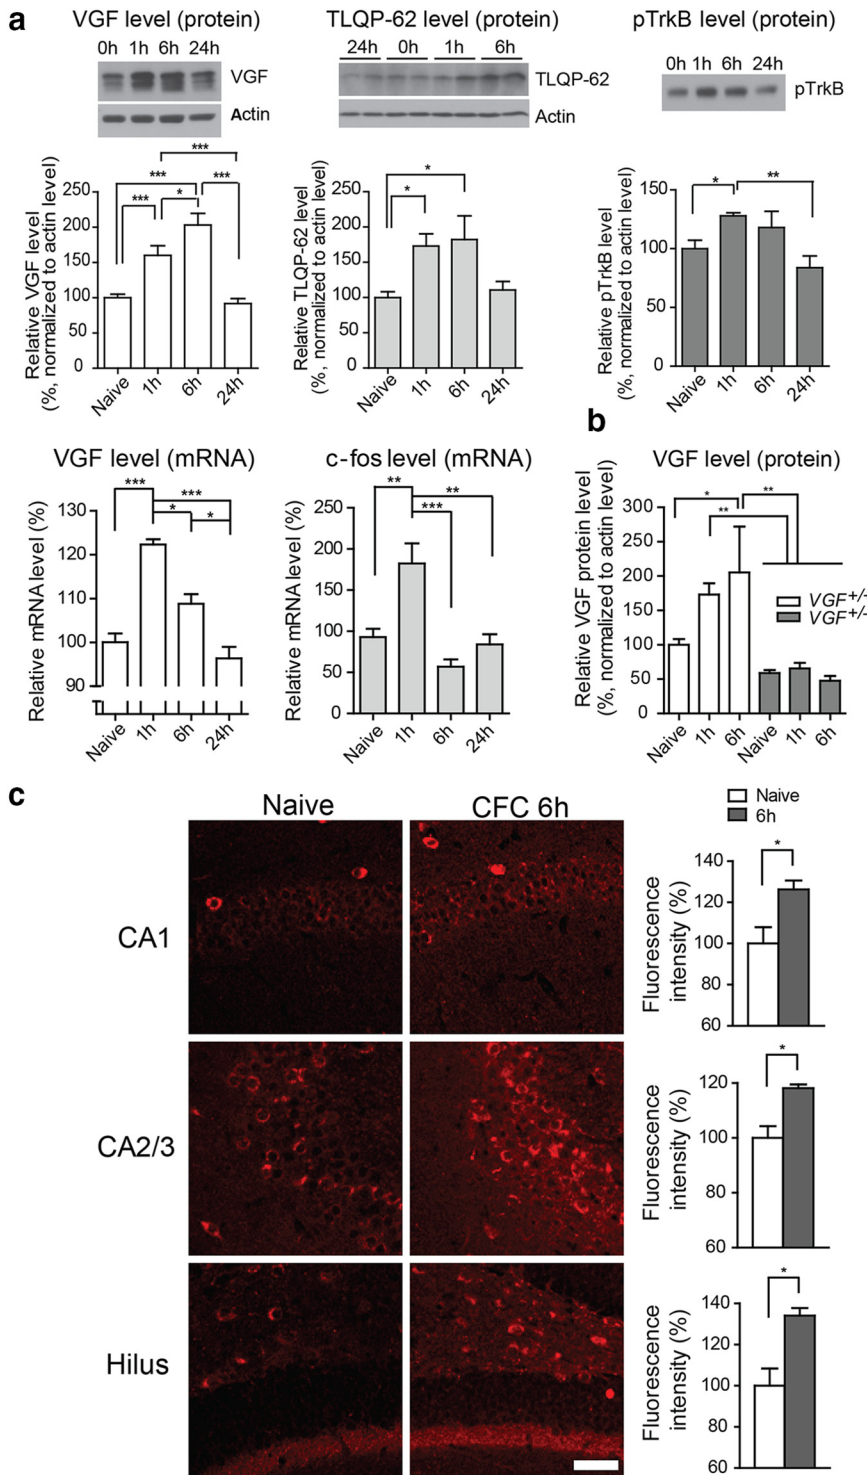 a
VGF level (protein)
0h 1h 6h 24h
VGF
Actin
*** *** *** * ***
Relative VGF level
(%, normalized to actin level)
250
200
150
100
50
0
Naive 1h 6h 24h
TLQP-62 level (protein)
24h 0h 1h 6h
TLQP-62
Actin
* *
Relative TLQP-62 level
(%, normalized to actin level)
250
200
150
100
50
0
Naive 1h 6h 24h
pTrkB level (protein)
0h 1h 6h 24h
pTrkB
* **
Relative pTrkB level
(%, normalized to actin level)
150
100
50
0
Naive 1h 6h 24h
VGF level (mRNA)
*** *** * *
Relative mRNA level (%)
130
120
110
100
90
0
Naive 1h 6h 24h
c-fos level (mRNA)
** ** ***
Relative mRNA level (%)
250
200
150
100
50
0
Naive 1h 6h 24h
b
VGF level (protein)
* ** **
Relative VGF protein level
(%, normalized to actin level)
300
250
200
150
100
50
0
VGF+/-
VGF+/-
Naive 1h 6h Naive 1h 6h
c
Naive CFC 6h
Naive
6h
CA1
Fluorescence
intensity (%)
*
140
120
100
80
60
CA2/3
Fluorescence
intensity (%)
*
120
100
80
60
Hilus
Fluorescence
intensity (%)
*
140
120
100
80
60